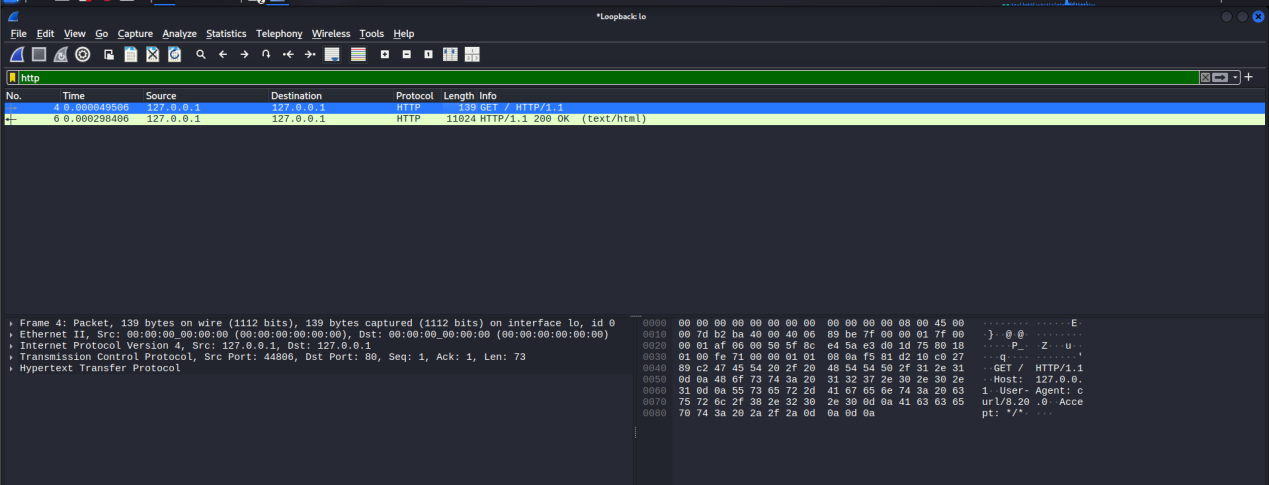 *Loopback: lo
File Edit View Go Capture Analyze Statistics Telephony Wireless Tools Help
http
No. Time Source Destination Protocol Length Info
4 0.000049506 127.0.0.1 127.0.0.1 HTTP 139 GET / HTTP/1.1
6 0.000298406 127.0.0.1 127.0.0.1 HTTP 11024 HTTP/1.1 200 OK (text/html)
Frame 4: Packet, 139 bytes on wire (1112 bits), 139 bytes captured (1112 bits) on interface lo, id 0
Ethernet II, Src: 00:00:00_00:00:00 (00:00:00:00:00:00), Dst: 00:00:00_00:00:00 (00:00:00:00:00:00)
Internet Protocol Version 4, Src: 127.0.0.1, Dst: 127.0.0.1
Transmission Control Protocol, Src Port: 44806, Dst Port: 80, Seq: 1, Ack: 1, Len: 73
Hypertext Transfer Protocol
0000 00 00 00 00 00 00 00 00 00 00 00 00 08 00 45 00 ········ ······E·
0010 00 7d b2 ba 40 00 40 06 89 be 7f 00 00 01 7f 00 ·}··@·@· ········
0020 00 01 af 06 00 50 5f 8c e4 5a e3 d0 1d 75 80 18 ·····P_· ·Z···u··
0030 01 00 fe 71 00 00 01 01 08 0a f5 81 d2 10 c0 27 ···q···· ·······'
0040 89 c2 47 45 54 20 2f 20 48 54 54 50 2f 31 2e 31 ··GET / HTTP/1.1
0050 0d 0a 48 6f 73 74 3a 20 31 32 37 2e 30 2e 30 2e ··Host: 127.0.0.
0060 31 0d 0a 55 73 65 72 2d 41 67 65 6e 74 3a 20 63 1··User- Agent: c
0070 75 72 6c 2f 38 2e 32 30 2e 30 0d 0a 41 63 63 65 url/8.20 .0··Acce
0080 70 74 3a 20 2a 2f 2a 0d 0a 0d 0a pt: */*· ···